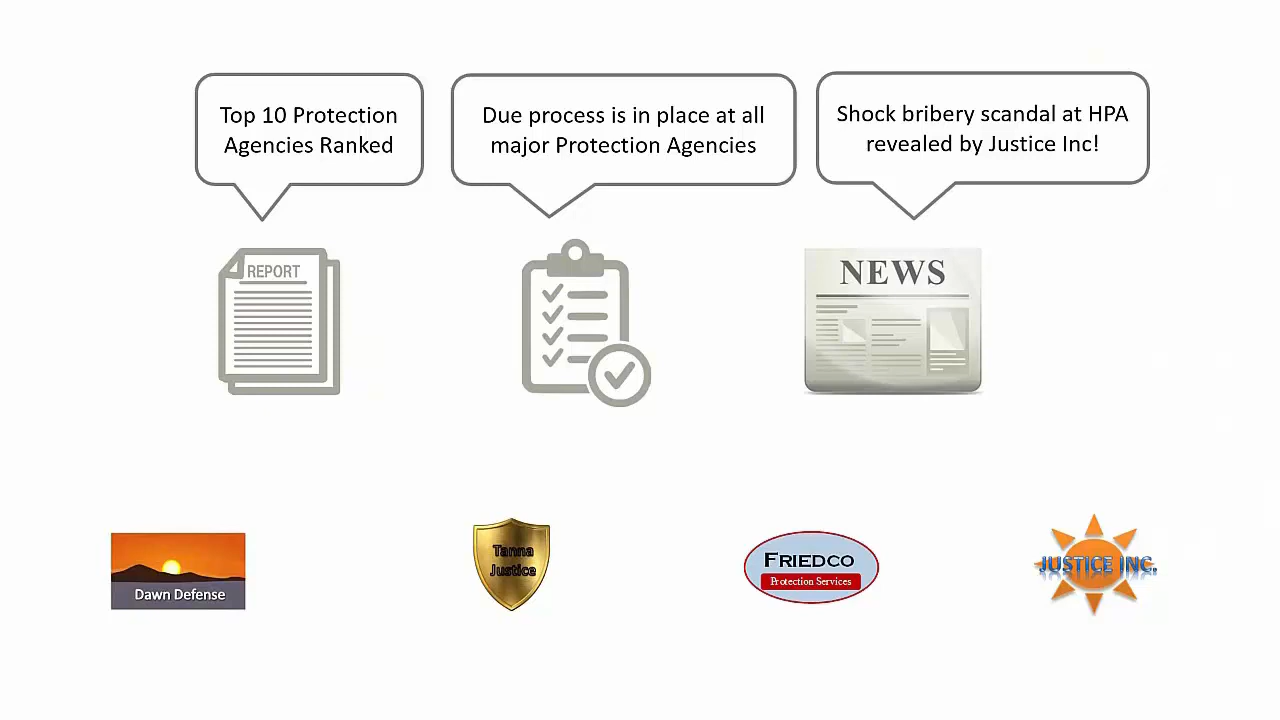 Top 10 Protection
Agencies Ranked
Due process is in place at all
major Protection Agencies
Shock bribery scandal at HPA
revealed by Justice Inc!
REPORT
NEWS
Dawn Defense
Tanna
Justice
FRIEDCO
Protection Services
JUSTICE INC.